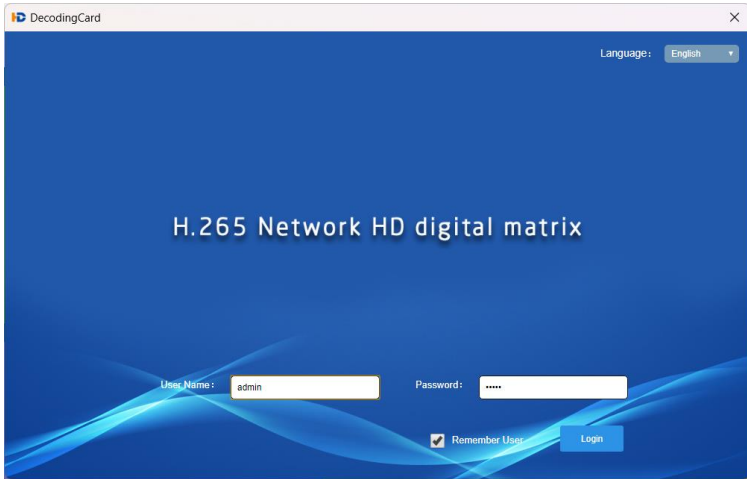 DecodingCard
Language: English
H.265 Network HD digital matrix
User Name: admin Password: •••••
Remember User Login